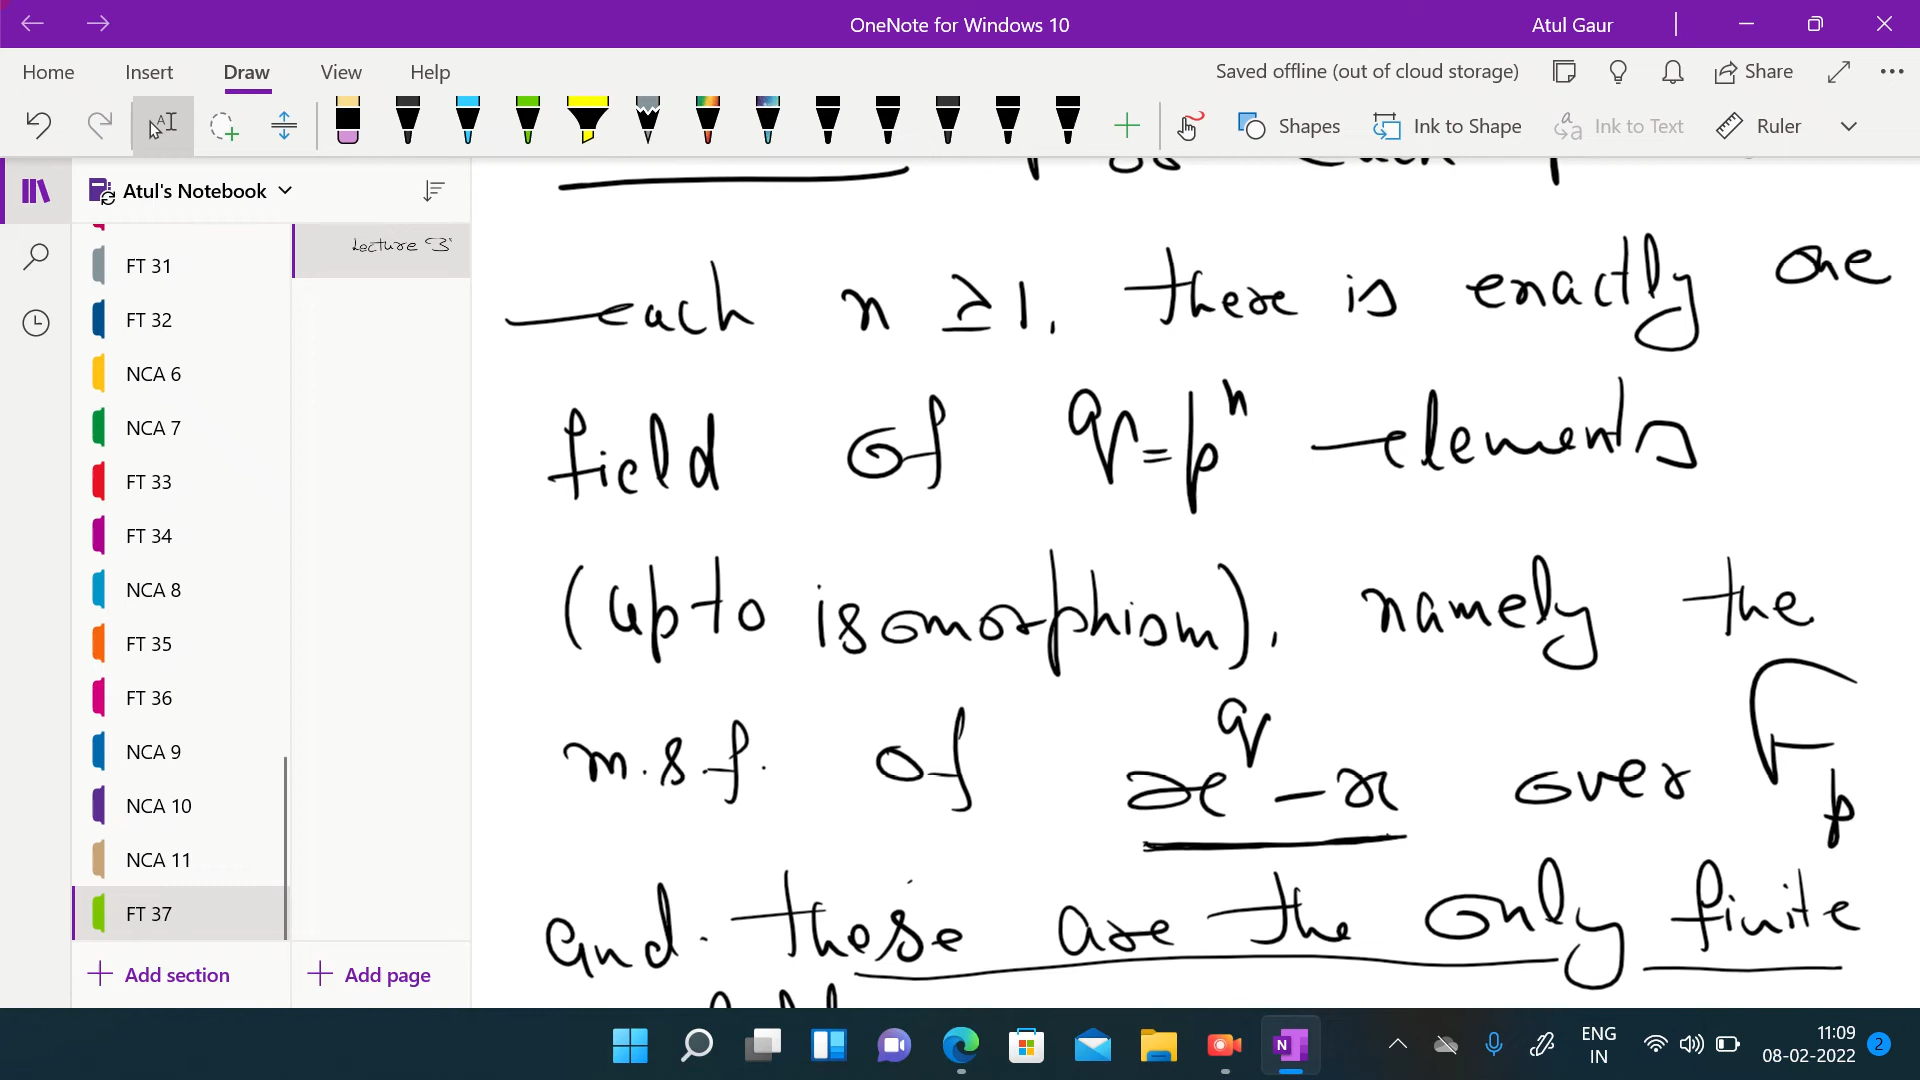 OneNote for Windows 10
Atul Gaur
Home Insert Draw View Help
Saved offline (out of cloud storage)
Share
Shapes
Ink to Shape
Ink to Text
Ruler
Atul's Notebook
Lecture 3
FT 31
FT 32
NCA 6
NCA 7
FT 33
FT 34
NCA 8
FT 35
FT 36
NCA 9
NCA 10
NCA 11
FT 37
Add section
Add page
each n ≥ 1, there is exactly one
field of q = p^n elements
(upto isomorphism), namely the
m.s.f. of x^q - x over F_p
and these are the only finite
ENG
IN
11:09
08-02-2022
2